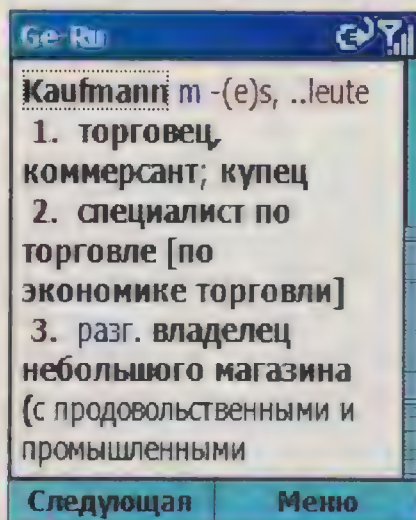 Ge-Ru
Kaufmann m -(e)s, ..leute
1. торговец,
коммерсант; купец
2. специалист по
торговле [по
экономике торговли]
3. разг. владелец
небольшого магазина
(с продовольственными и
промышленными
Следующая Меню